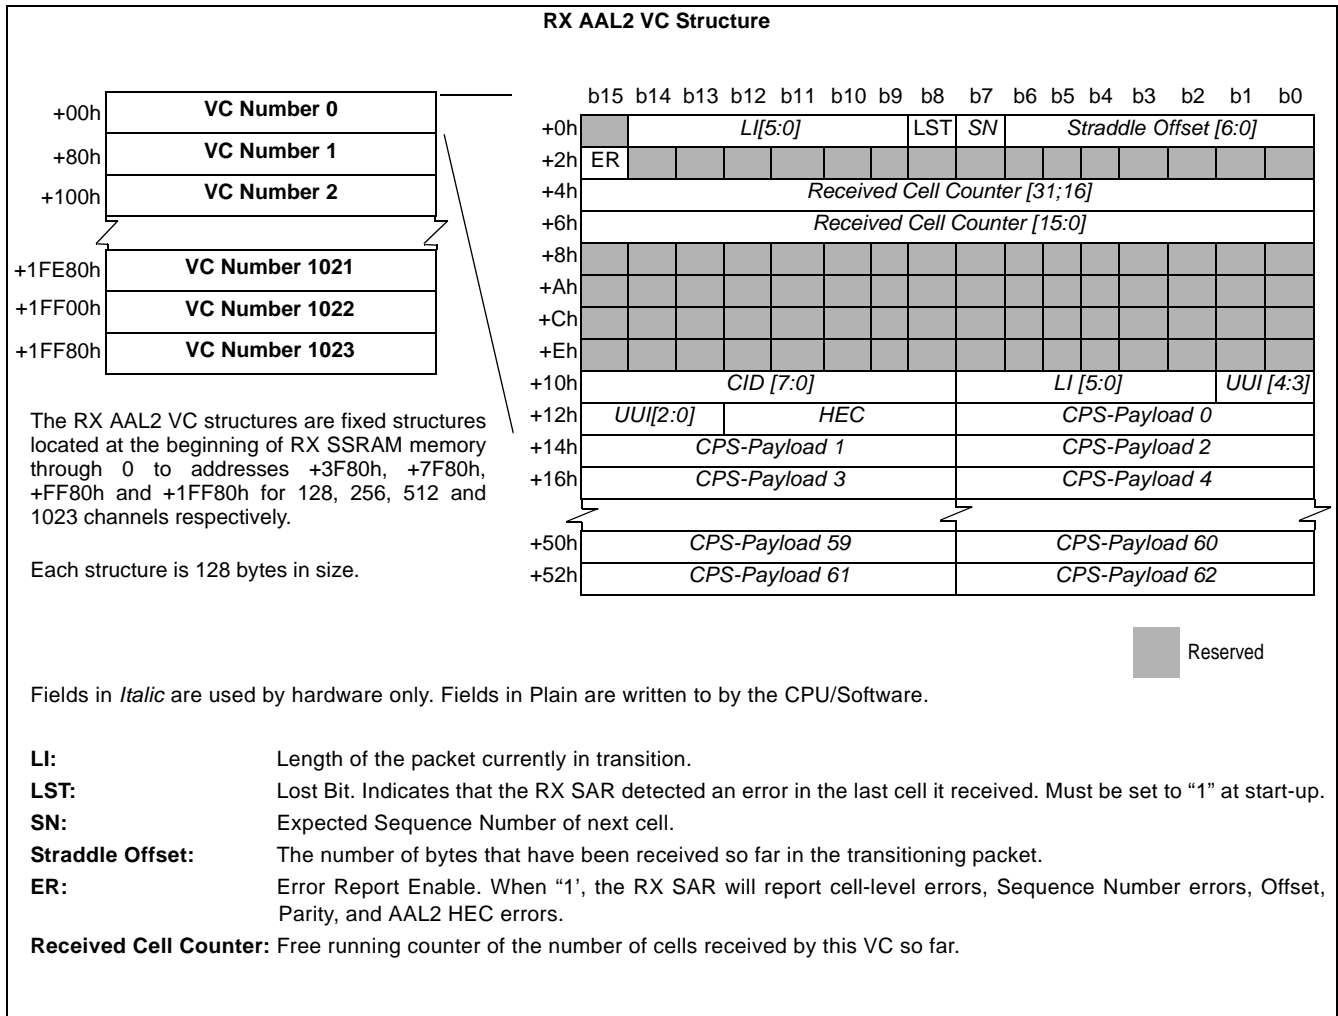 RX AAL2 VC Structure
+00h VC Number 0
+80h VC Number 1
+100h VC Number 2
+1FE80h VC Number 1021
+1FF00h VC Number 1022
+1FF80h VC Number 1023
The RX AAL2 VC structures are fixed structures
located at the beginning of RX SSRAM memory
through 0 to addresses +3F80h, +7F80h,
+FF80h and +1FF80h for 128, 256, 512 and
1023 channels respectively.
Each structure is 128 bytes in size.
b15 b14 b13 b12 b11 b10 b9 b8 b7 b6 b5 b4 b3 b2 b1 b0
+0h LI[5:0] LST SN Straddle Offset [6:0]
+2h ER
+4h Received Cell Counter [31;16]
+6h Received Cell Counter [15:0]
+8h
+Ah
+Ch
+Eh
+10h CID [7:0] LI [5:0] UUI [4:3]
+12h UUI[2:0] HEC CPS-Payload 0
+14h CPS-Payload 1 CPS-Payload 2
+16h CPS-Payload 3 CPS-Payload 4
+50h CPS-Payload 59 CPS-Payload 60
+52h CPS-Payload 61 CPS-Payload 62
Reserved
Fields in Italic are used by hardware only. Fields in Plain are written to by the CPU/Software.
LI: Length of the packet currently in transition.
LST: Lost Bit. Indicates that the RX SAR detected an error in the last cell it received. Must be set to “1” at start-up.
SN: Expected Sequence Number of next cell.
Straddle Offset: The number of bytes that have been received so far in the transitioning packet.
ER: Error Report Enable. When “1’, the RX SAR will report cell-level errors, Sequence Number errors, Offset,
Parity, and AAL2 HEC errors.
Received Cell Counter: Free running counter of the number of cells received by this VC so far.